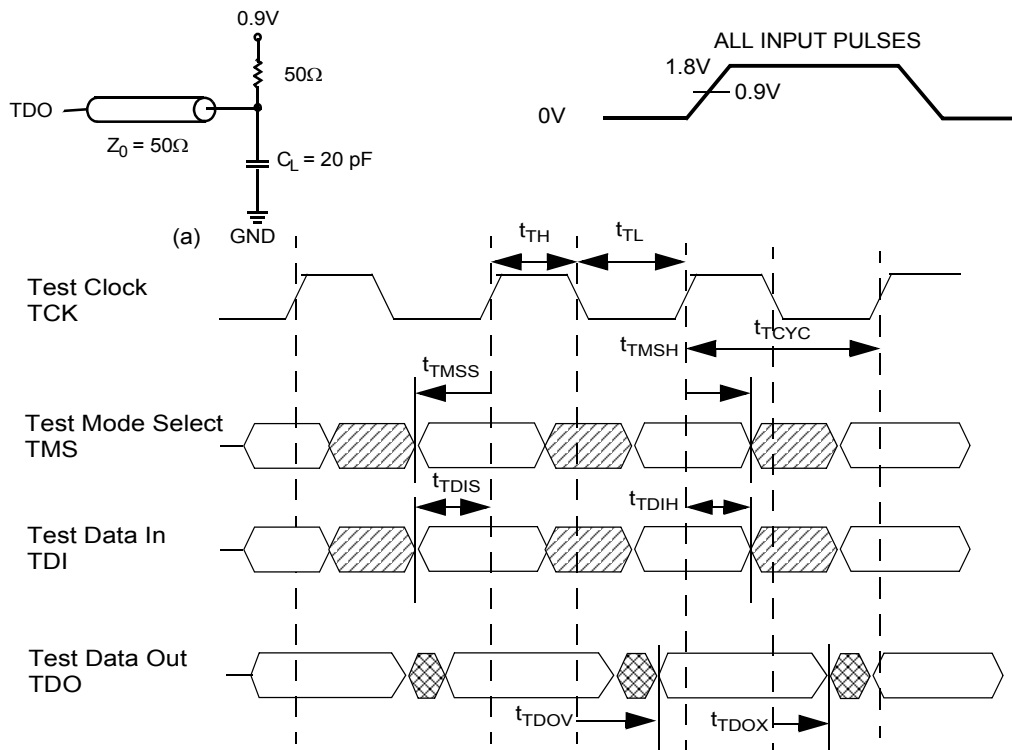 0.9V
50Ω
TDO
Z0 = 50Ω
CL = 20 pF
(a)
GND
ALL INPUT PULSES
1.8V
0.9V
0V
tTH
tTL
Test Clock
TCK
tTMSH
tTCYC
tTMSS
Test Mode Select
TMS
tTDIS
tTDIH
Test Data In
TDI
Test Data Out
TDO
tTDOV
tTDOX